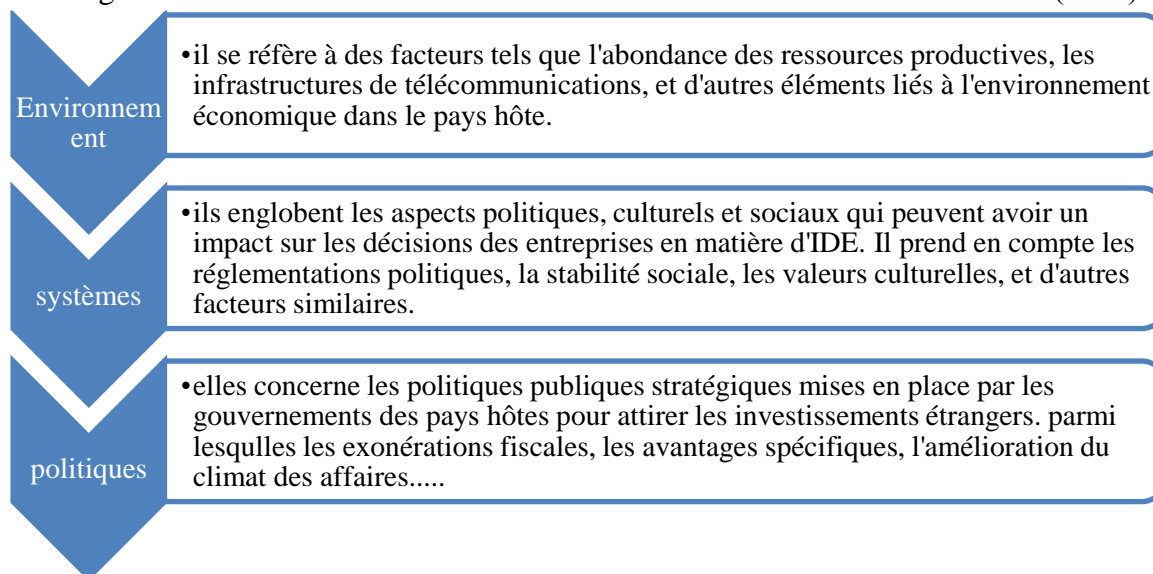 Environnem
ent
•il se réfère à des facteurs tels que l'abondance des ressources productives, les
infrastructures de télécommunications, et d'autres éléments liés à l'environnement
économique dans le pays hôte.
systèmes
•ils englobent les aspects politiques, culturels et sociaux qui peuvent avoir un
impact sur les décisions des entreprises en matière d'IDE. Il prend en compte les
réglementations politiques, la stabilité sociale, les valeurs culturelles, et d'autres
facteurs similaires.
politiques
•elles concerne les politiques publiques stratégiques mises en place par les
gouvernements des pays hôtes pour attirer les investissements étrangers. parmi
lesqulles les exonérations fiscales, les avantages spécifiques, l'amélioration du
climat des affaires.....